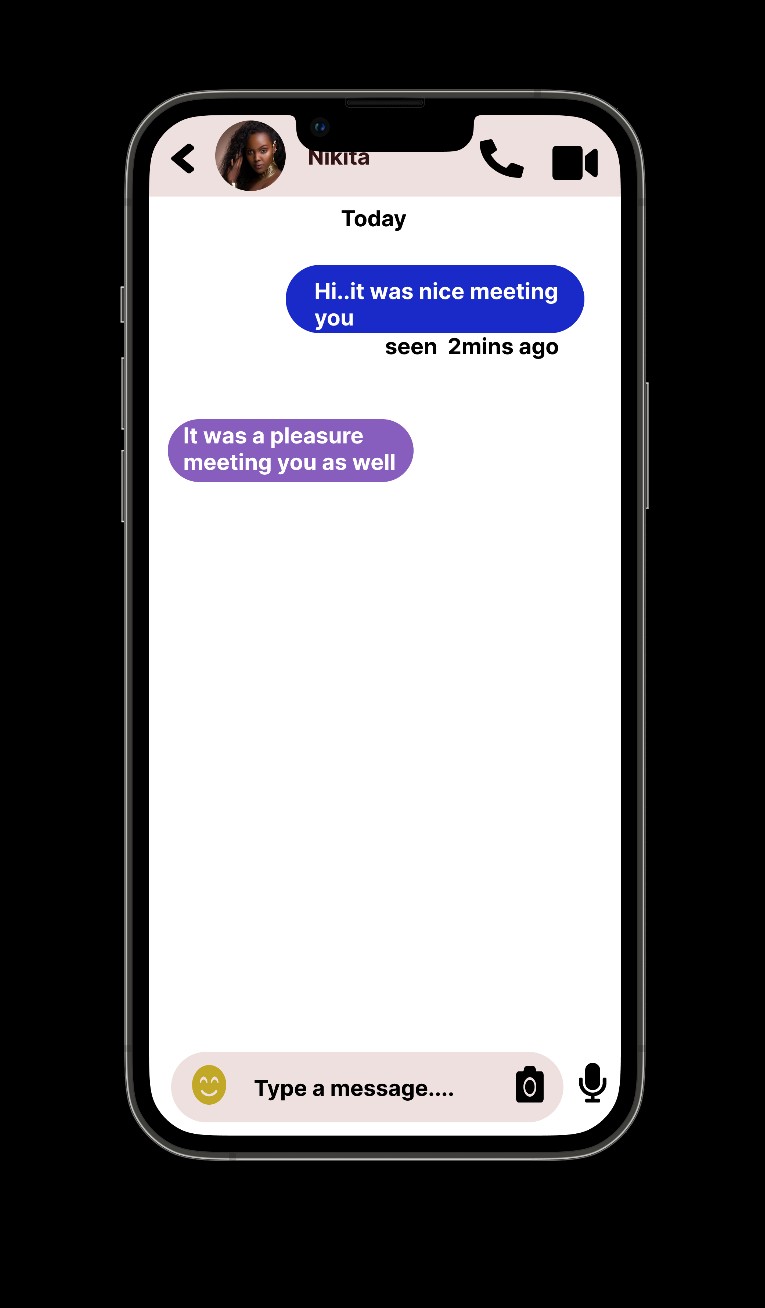 Nikita
Today
Hi..it was nice meeting
you
seen 2mins ago
It was a pleasure
meeting you as well
Type a message....